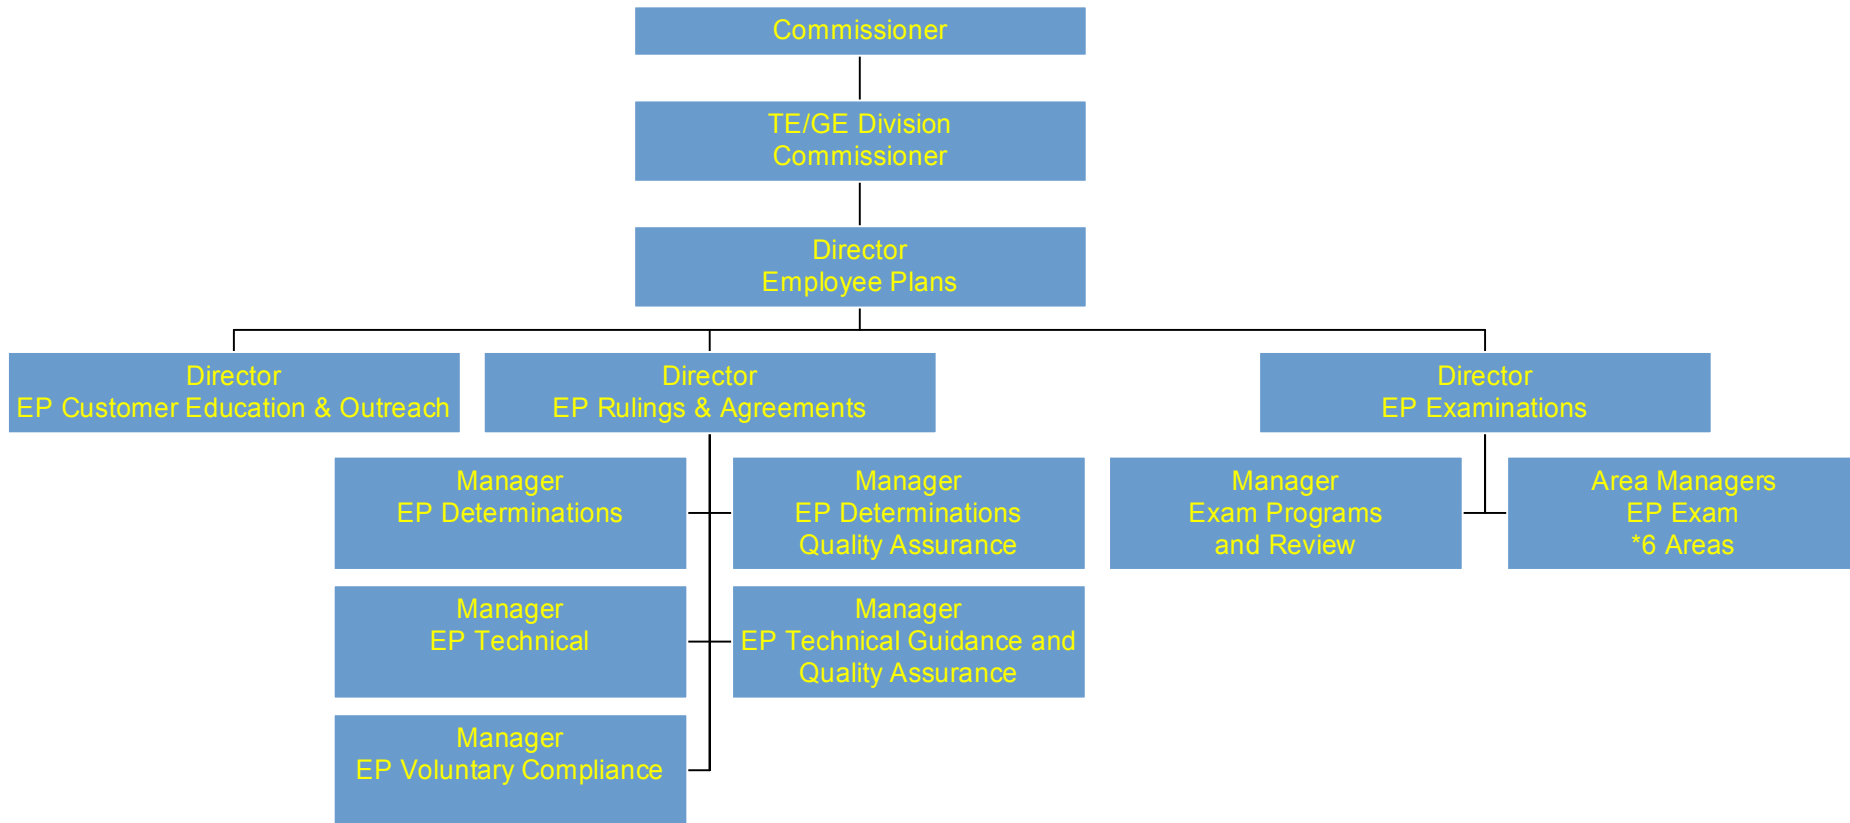 Commissioner
TE/GE Division
Commissioner
Director
Employee Plans
Director
EP Customer Education & Outreach
Director
EP Rulings & Agreements
Director
EP Examinations
Manager
EP Determinations
Manager
EP Determinations
Quality Assurance
Manager
Exam Programs
and Review
Area Managers
EP Exam
*6 Areas
Manager
EP Technical
Manager
EP Technical Guidance and
Quality Assurance
Manager
EP Voluntary Compliance